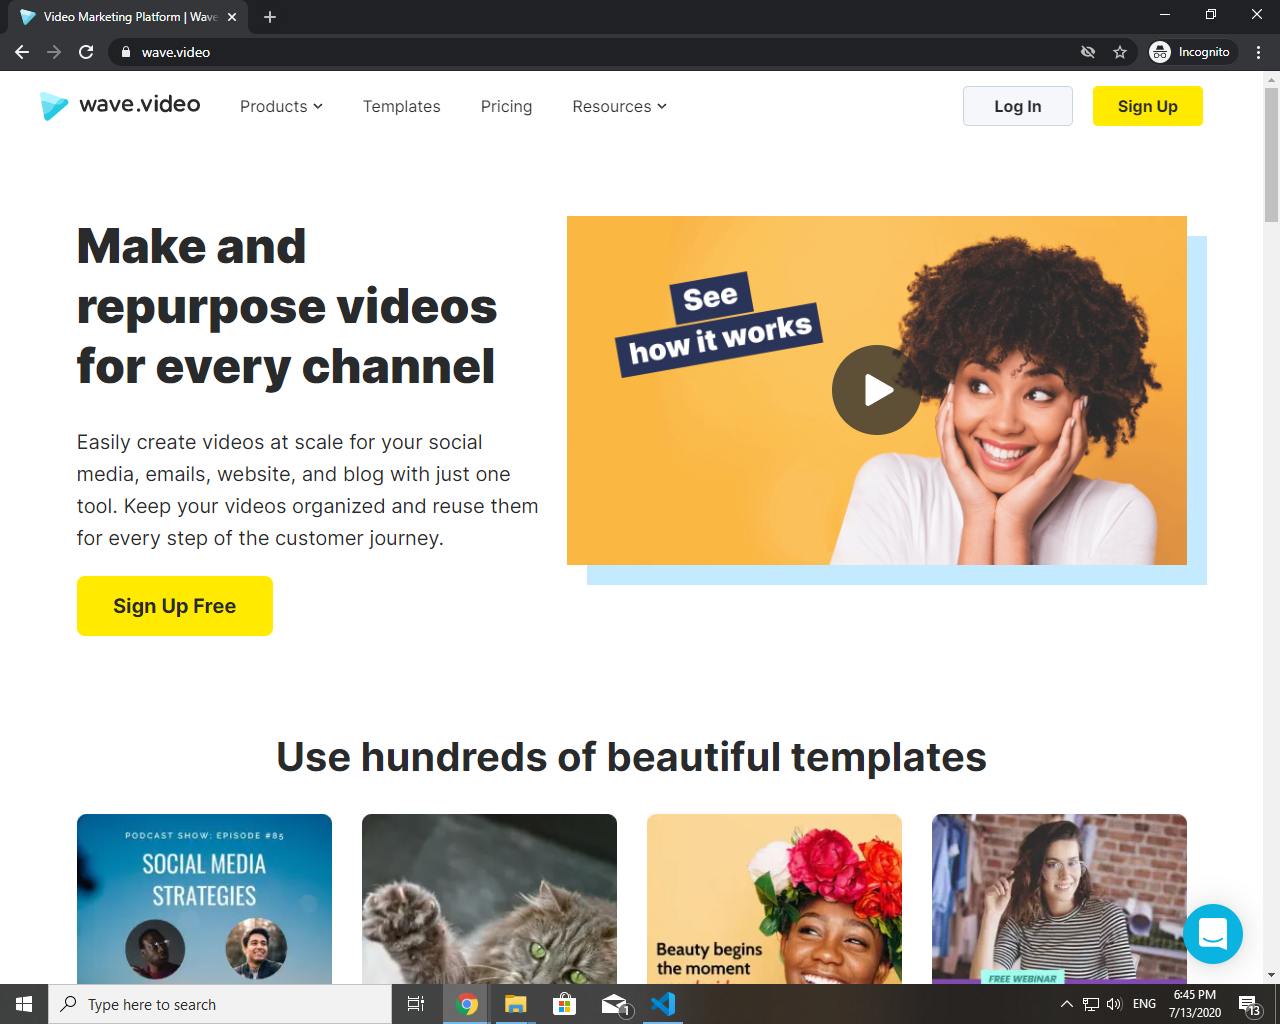 Video Marketing Platform | Wave
wave.video
Incognito
wave.video
Products
Templates
Pricing
Resources
Log In
Sign Up
Make and
repurpose videos
for every channel
Easily create videos at scale for your social
media, emails, website, and blog with just one
tool. Keep your videos organized and reuse them
for every step of the customer journey.
Sign Up Free
See
how it works
Use hundreds of beautiful templates
PODCAST SHOW: EPISODE #85
SOCIAL MEDIA
STRATEGIES
Beauty begins
the moment
FREE WEBINAR
Type here to search
1
ENG
6:45 PM
7/13/2020
13